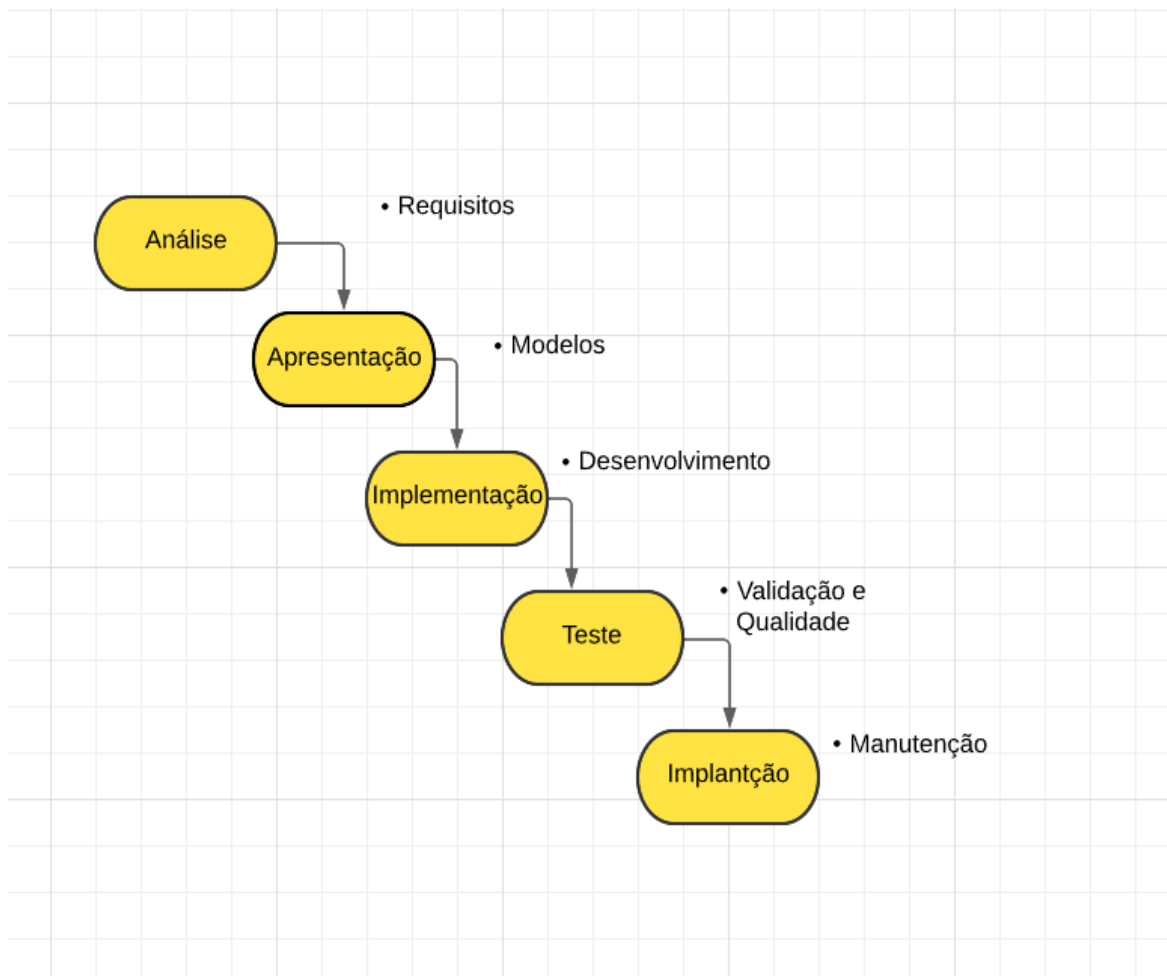 • Requisitos
Análise
• Modelos
Apresentação
• Desenvolvimento
Implementação
• Validação e
Qualidade
Teste
• Manutenção
Implantção